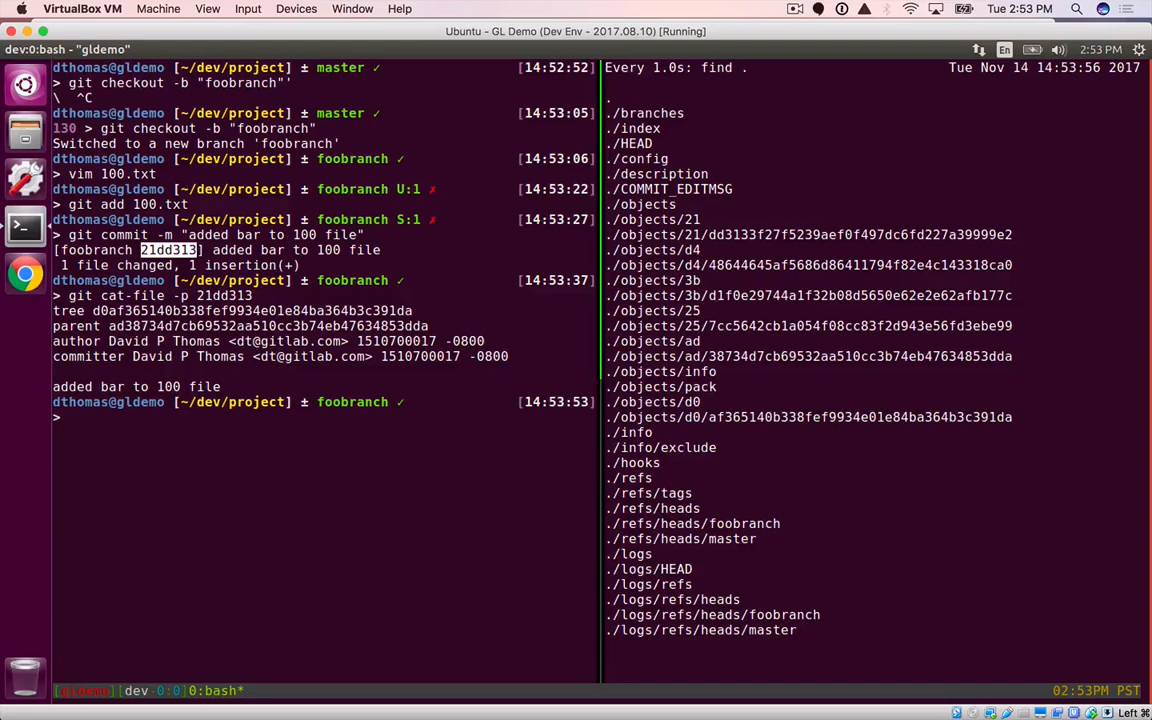 VirtualBox VM Machine View Input Devices Window Help Tue 2:53 PM
Ubuntu - GL Demo (Dev Env - 2017.08.10) [Running]
dev:0:bash - "gldemo" En 2:53 PM
dthomas@gldemo [~/dev/project] ± master ✓ [14:52:52]
> git checkout -b "foobranch"'
\ ^C
dthomas@gldemo [~/dev/project] ± master ✓ [14:53:05]
130 > git checkout -b "foobranch"
Switched to a new branch 'foobranch'
dthomas@gldemo [~/dev/project] ± foobranch ✓ [14:53:06]
> vim 100.txt
dthomas@gldemo [~/dev/project] ± foobranch U:1 ✗ [14:53:22]
> git add 100.txt
dthomas@gldemo [~/dev/project] ± foobranch S:1 ✗ [14:53:27]
> git commit -m "added bar to 100 file"
[foobranch 21dd313] added bar to 100 file
1 file changed, 1 insertion(+)
dthomas@gldemo [~/dev/project] ± foobranch ✓ [14:53:37]
> git cat-file -p 21dd313
tree d0af365140b338fef9934e01e84ba364b3c391da
parent ad38734d7cb69532aa510cc3b74eb47634853dda
author David P Thomas <dt@gitlab.com> 1510700017 -0800
committer David P Thomas <dt@gitlab.com> 1510700017 -0800
added bar to 100 file
dthomas@gldemo [~/dev/project] ± foobranch ✓ [14:53:53]
>
Every 1.0s: find . Tue Nov 14 14:53:56 2017
.
./branches
./index
./HEAD
./config
./description
./COMMIT_EDITMSG
./objects
./objects/21
./objects/21/dd3133f27f5239aef0f497dc6fd227a39999e2
./objects/d4
./objects/d4/48644645af5686d86411794f82e4c143318ca0
./objects/3b
./objects/3b/d1f0e29744a1f32b08d5650e62e2e62afb177c
./objects/25
./objects/25/7cc5642cb1a054f08cc83f2d943e56fd3ebe99
./objects/ad
./objects/ad/38734d7cb69532aa510cc3b74eb47634853dda
./objects/info
./objects/pack
./objects/d0
./objects/d0/af365140b338fef9934e01e84ba364b3c391da
./info
./info/exclude
./hooks
./refs
./refs/tags
./refs/heads
./refs/heads/foobranch
./refs/heads/master
./logs
./logs/HEAD
./logs/refs
./logs/refs/heads
./logs/refs/heads/foobranch
./logs/refs/heads/master
[gldemo][dev-0:0]0:bash* 02:53PM PST
Left ⌘